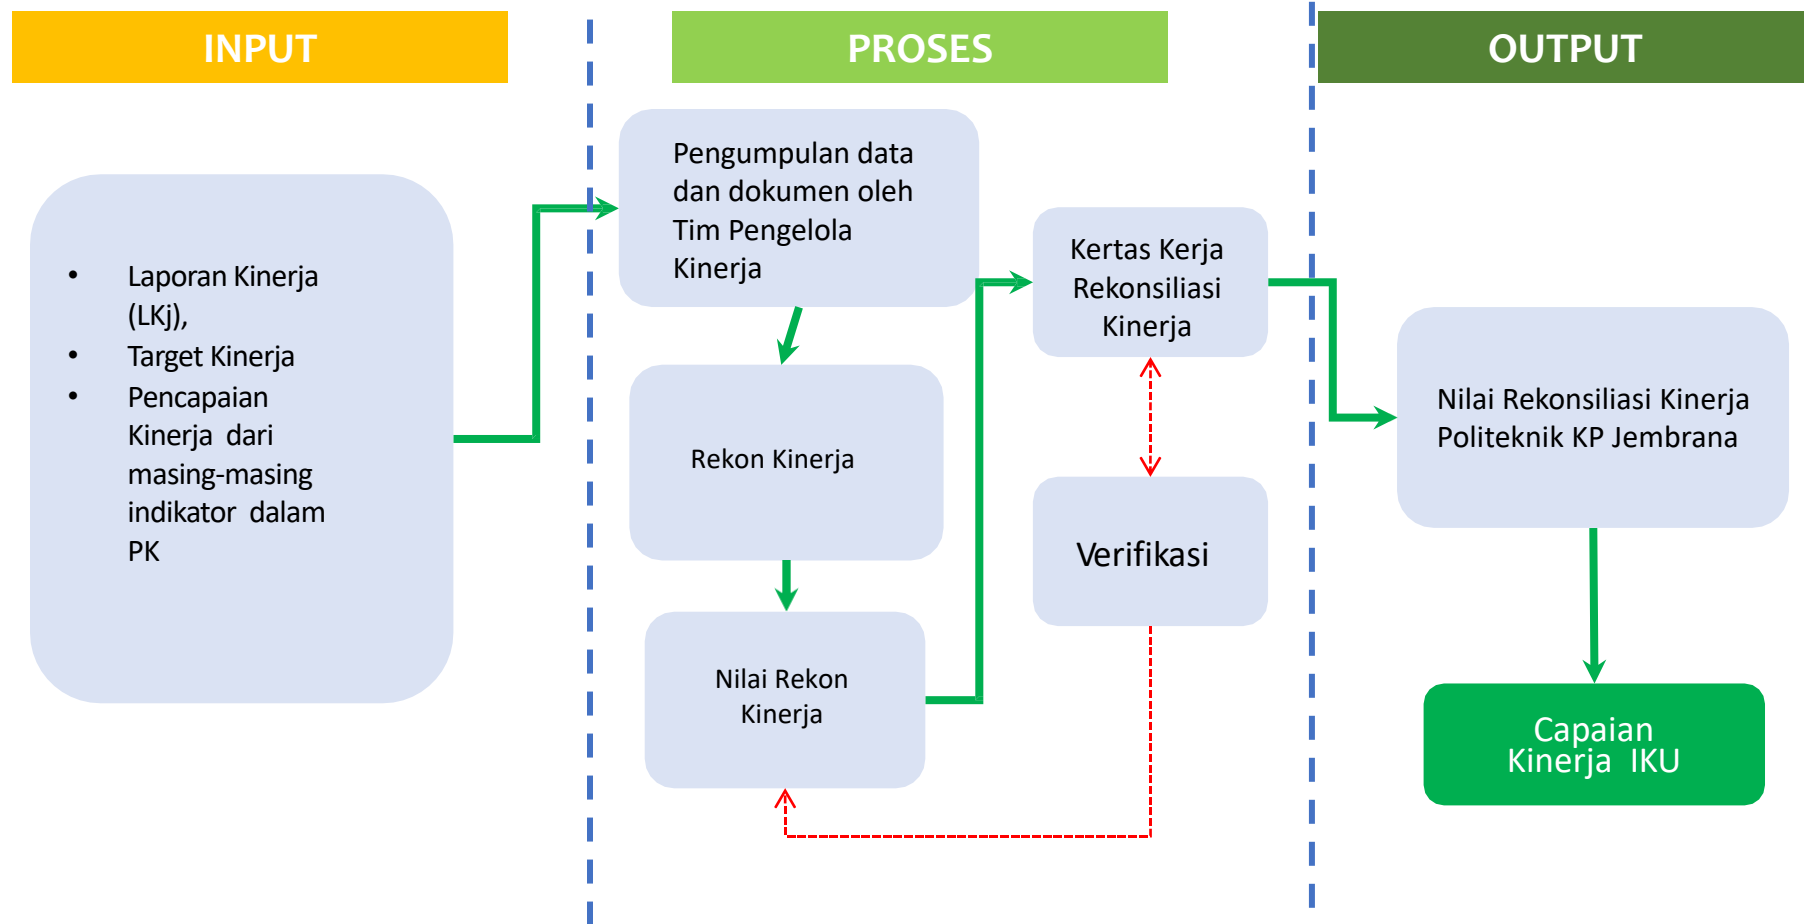 INPUT
PROSES
OUTPUT
• Laporan Kinerja
(LKj),
• Target Kinerja
• Pencapaian
Kinerja dari
masing-masing
indikator dalam
PK
Pengumpulan data
dan dokumen oleh
Tim Pengelola
Kinerja
Rekon Kinerja
Nilai Rekon
Kinerja
Kertas Kerja
Rekonsiliasi
Kinerja
Verifikasi
Nilai Rekonsiliasi Kinerja
Politeknik KP Jembrana
Capaian
Kinerja IKU